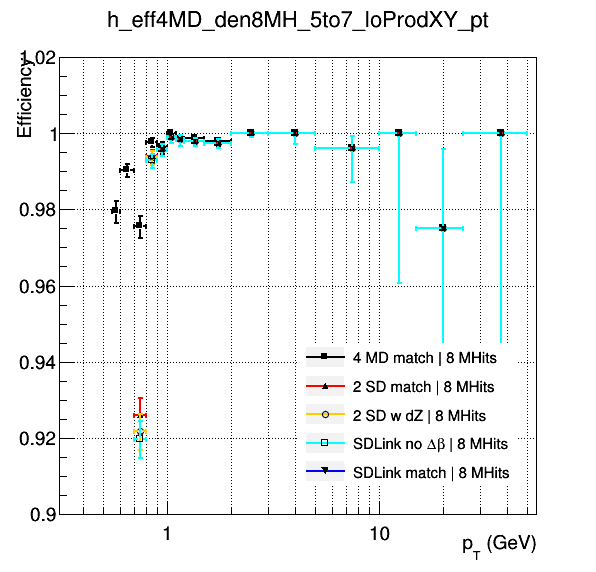 h_eff4MD_den8MH_5to7_loProdXY_pt
Efficiency
1.02
1
0.98
0.96
0.94
0.92
0.9
4 MD match | 8 MHits
2 SD match | 8 MHits
2 SD w dZ | 8 MHits
SDLink no Δβ | 8 MHits
SDLink match | 8 MHits
1
10
p_T (GeV)